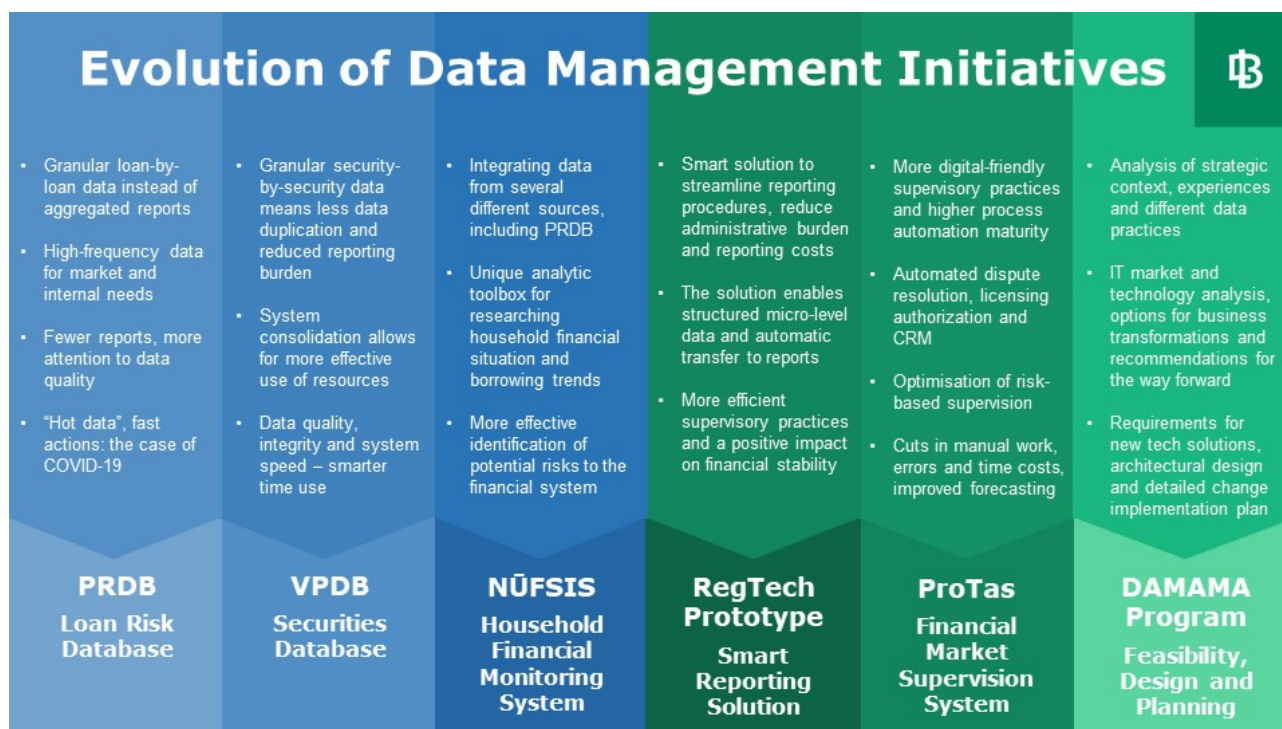 Evolution of Data Management Initiatives
• Granular loan-by-
loan data instead of
aggregated reports
• High-frequency data
for market and
internal needs
• Fewer reports, more
attention to data
quality
• “Hot data”, fast
actions: the case of
COVID-19
PRDB
Loan Risk
Database
• Granular security-
by-security data
means less data
duplication and
reduced reporting
burden
• System
consolidation allows
for more effective
use of resources
• Data quality,
integrity and system
speed – smarter
time use
VPDB
Securities
Database
• Integrating data
from several
different sources,
including PRDB
• Unique analytic
toolbox for
researching
household financial
situation and
borrowing trends
• More effective
identification of
potential risks to the
financial system
NŪFSIS
Household
Financial
Monitoring
System
• Smart solution to
streamline reporting
procedures, reduce
administrative burden
and reporting costs
• The solution enables
structured micro-level
data and automatic
transfer to reports
• More efficient
supervisory practices
and a positive impact
on financial stability
RegTech
Prototype
Smart
Reporting
Solution
• More digital-friendly
supervisory practices
and higher process
automation maturity
• Automated dispute
resolution, licensing
authorization and
CRM
• Optimisation of risk-
based supervision
• Cuts in manual work,
errors and time costs,
improved forecasting
ProTas
Financial
Market
Supervision
System
• Analysis of strategic
context, experiences
and different data
practices
• IT market and
technology analysis,
options for business
transformations and
recommendations for
the way forward
• Requirements for
new tech solutions,
architectural design
and detailed change
implementation plan
DAMAMA
Program
Feasibility,
Design and
Planning